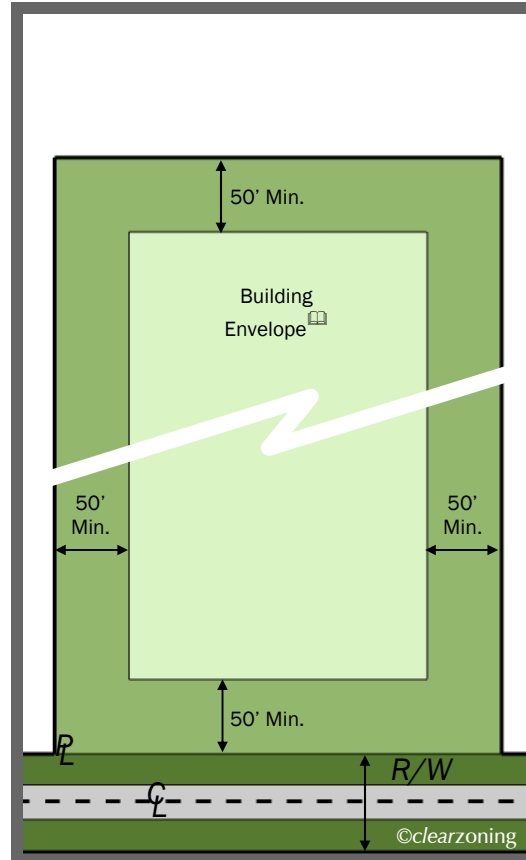 50’ Min.
Building
Envelope
50’
Min.
50’
Min.
50’ Min.
PL
R/W
CL
©clearzoning